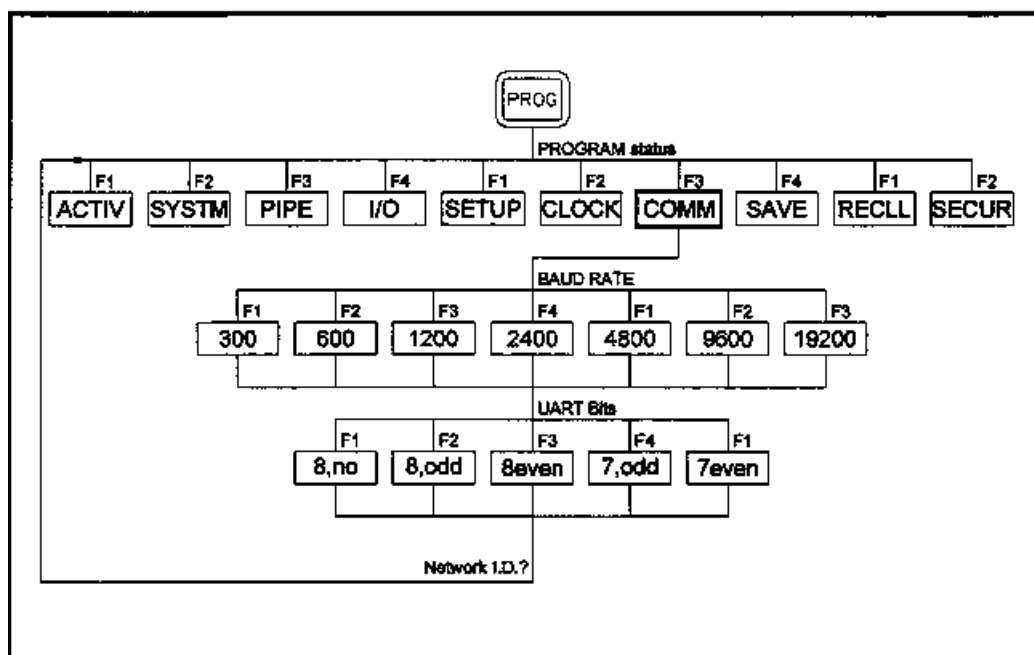 PROG
PROGRAM status
F1 F2 F3 F4 F1 F2 F3 F4 F1 F2
ACTIV SYSTM PIPE I/O SETUP CLOCK COMM SAVE RECLL SECUR
BAUD RATE
F1 F2 F3 F4 F1 F2 F3
300 600 1200 2400 4800 9600 19200
UART Bits
F1 F2 F3 F4 F1
8,no 8,odd 8even 7,odd 7even
Network I.D.?